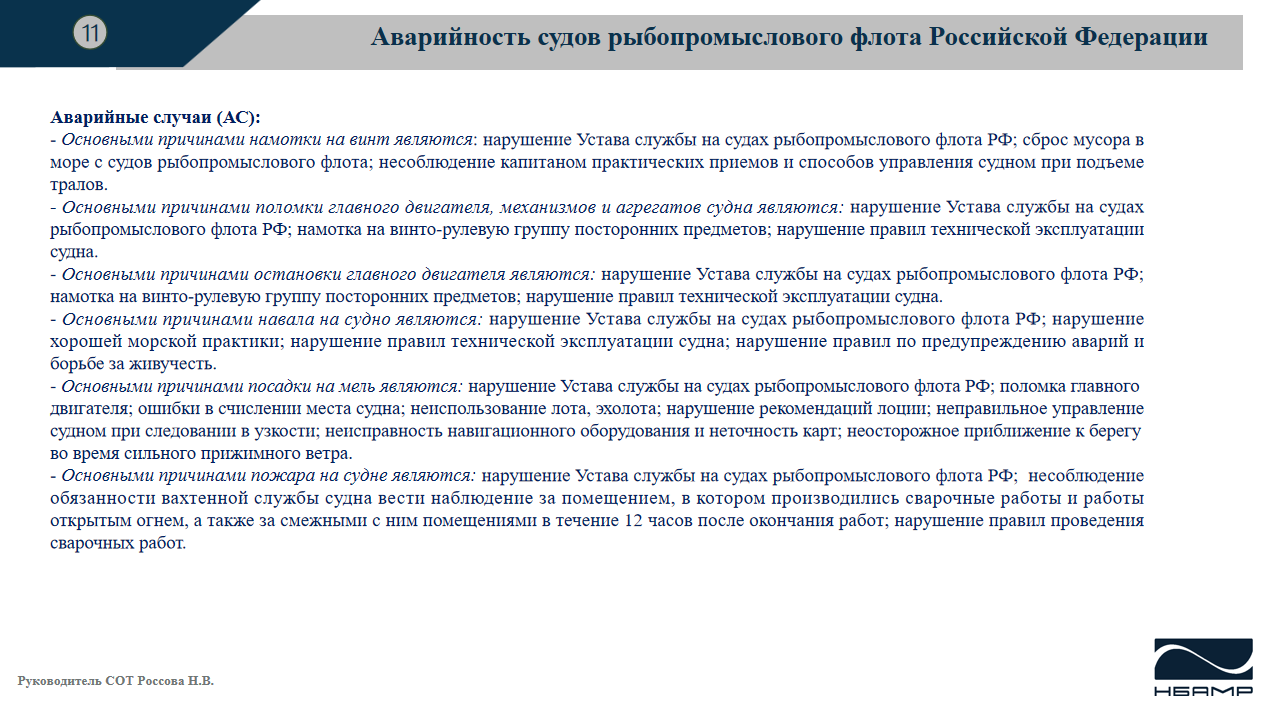 11
Аварийность судов рыбопромыслового флота Российской Федерации
Аварийные случаи (АС):
- Основными причинами намотки на винт являются: нарушение Устава службы на судах рыбопромыслового флота РФ; сброс мусора в
море с судов рыбопромыслового флота; несоблюдение капитаном практических приемов и способов управления судном при подъеме
тралов.
- Основными причинами поломки главного двигателя, механизмов и агрегатов судна являются: нарушение Устава службы на судах
рыбопромыслового флота РФ; намотка на винто-рулевую группу посторонних предметов; нарушение правил технической эксплуатации
судна.
- Основными причинами остановки главного двигателя являются: нарушение Устава службы на судах рыбопромыслового флота РФ;
намотка на винто-рулевую группу посторонних предметов; нарушение правил технической эксплуатации судна.
- Основными причинами навала на судно являются: нарушение Устава службы на судах рыбопромыслового флота РФ; нарушение
хорошей морской практики; нарушение правил технической эксплуатации судна; нарушение правил по предупреждению аварий и
борьбе за живучесть.
- Основными причинами посадки на мель являются: нарушение Устава службы на судах рыбопромыслового флота РФ; поломка главного
двигателя; ошибки в счислении места судна; неиспользование лота, эхолота; нарушение рекомендаций лоции; неправильное управление
судном при следовании в узкости; неисправность навигационного оборудования и неточность карт; неосторожное приближение к берегу
во время сильного прижимного ветра.
- Основными причинами пожара на судне являются: нарушение Устава службы на судах рыбопромыслового флота РФ; несоблюдение
обязанности вахтенной службы судна вести наблюдение за помещением, в котором производились сварочные работы и работы
открытым огнем, а также за смежными с ним помещениями в течение 12 часов после окончания работ; нарушение правил проведения
сварочных работ.
Руководитель СОТ Россова Н.В.
НБАМР